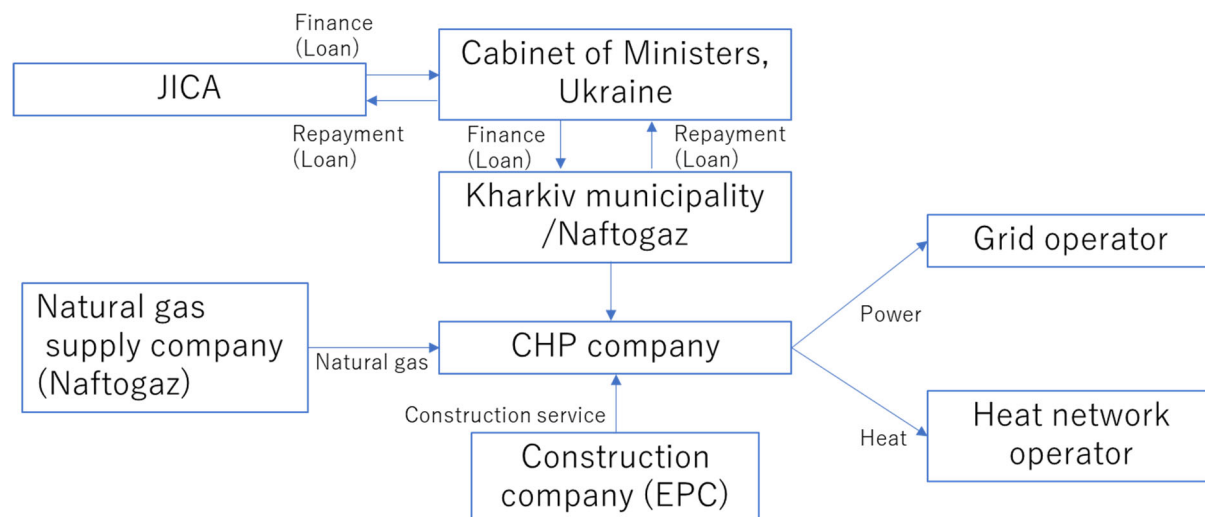 Finance
(Loan)
JICA
Cabinet of Ministers,
Ukraine
Repayment
(Loan)
Finance
(Loan)
Repayment
(Loan)
Kharkiv municipality
/Naftogaz
Grid operator
Natural gas
supply company
(Naftogaz)
Natural gas
CHP company
Power
Construction service
Heat
Heat network
operator
Construction
company (EPC)